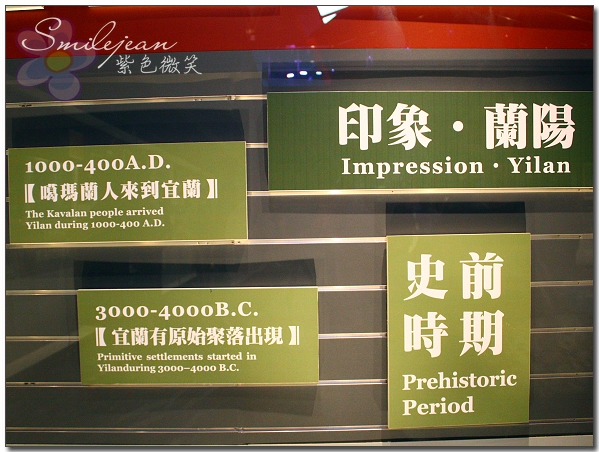 Smilejean
紫色微笑
印象・蘭陽
Impression・Yilan
1000-400A.D.
【噶瑪蘭人來到宜蘭】
The Kavalan people arrived
Yilan during 1000-400 A.D.
3000-4000B.C.
【宜蘭有原始聚落出現】
Primitive settlements started in
Yilanduring 3000–4000 B.C.
史前
時期
Prehistoric
Period